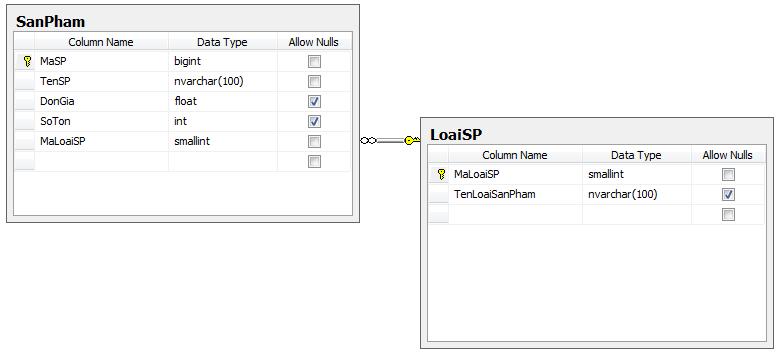 SanPham
Column Name Data Type Allow Nulls
MaSP bigint
TenSP nvarchar(100)
DonGia float
SoTon int
MaLoaiSP smallint
LoaiSP
Column Name Data Type Allow Nulls
MaLoaiSP smallint
TenLoaiSanPham nvarchar(100)